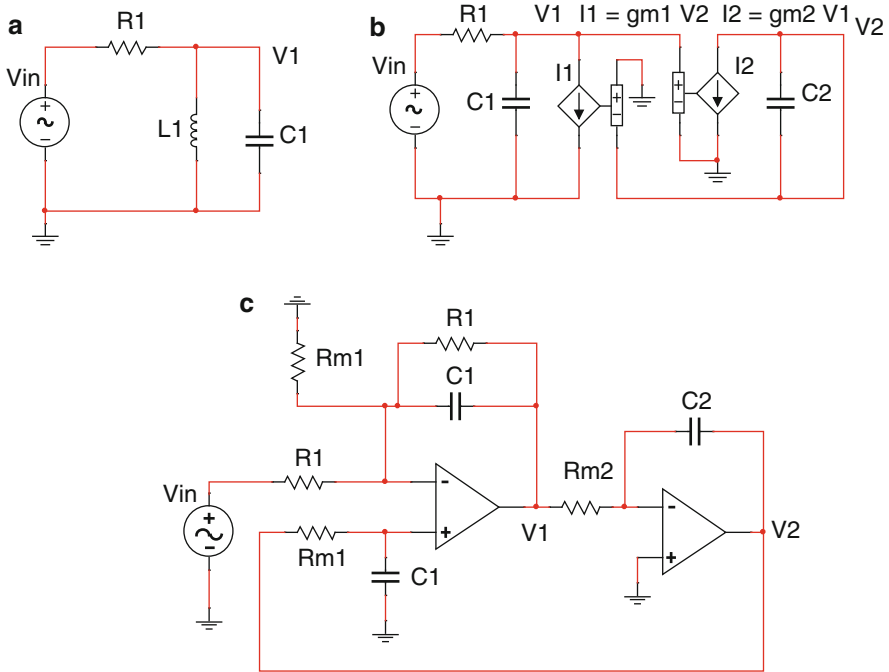 a
R1
V1
Vin
L1
C1
b
R1
V1 I1 = gm1 V2 I2 = gm2 V1
V2
Vin
C1
I1
I2
C2
c
Rm1
R1
C1
C2
R1
Rm2
Vin
V1
V2
Rm1
C1